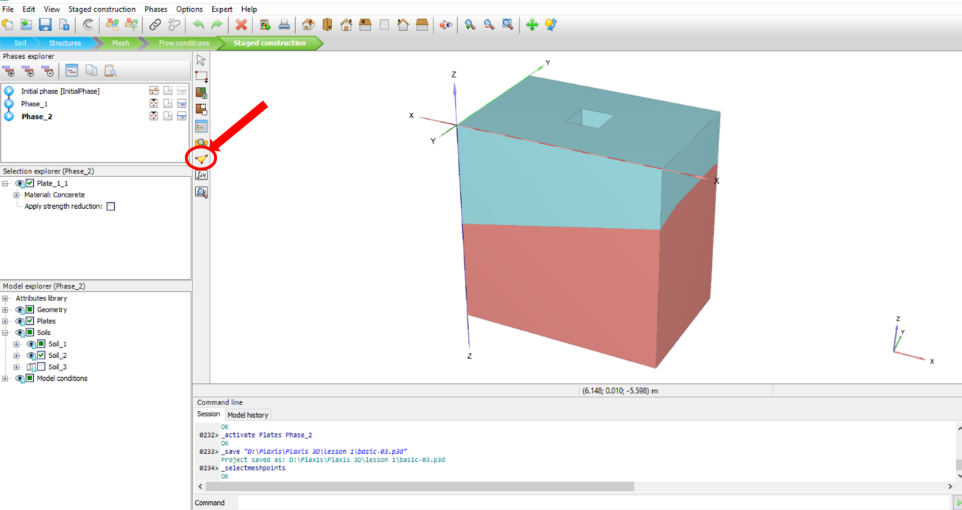 File Edit View Staged construction Phases Options Expert Help
Soil Structures Mesh Flow conditions Staged construction
Phases explorer
Initial phase [InitialPhase]
Phase_1
Phase_2
Selection explorer (Phase_2)
Plate_1_1
Material: Concerete
Apply strength reduction:
Model explorer (Phase_2)
Attributes library
Geometry
Plates
Soils
Soil_1
Soil_2
Soil_3
Model conditions
Z
Y
X
Y
X
Z
Z
Y
X
(6.148; 0.010; -5.598) m
Command line
Session Model history
OK
0232> _activate Plates Phase_2
OK
0233> _save "D:\Plaxis\Plaxis 3D\lesson 1\basic-03.p3d"
Project saved as: D:\Plaxis\Plaxis 3D\lesson 1\basic-03.p3d
0234> _selectmeshpoints
OK
Command